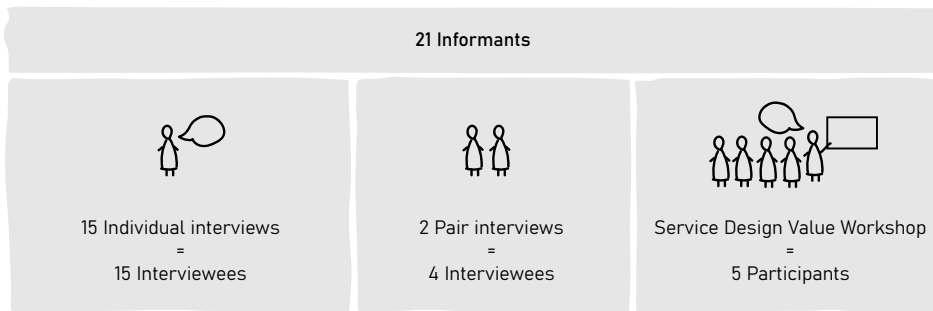 21 Informants
15 Individual interviews
=
15 Interviewees
2 Pair interviews
=
4 Interviewees
Service Design Value Workshop
=
5 Participants